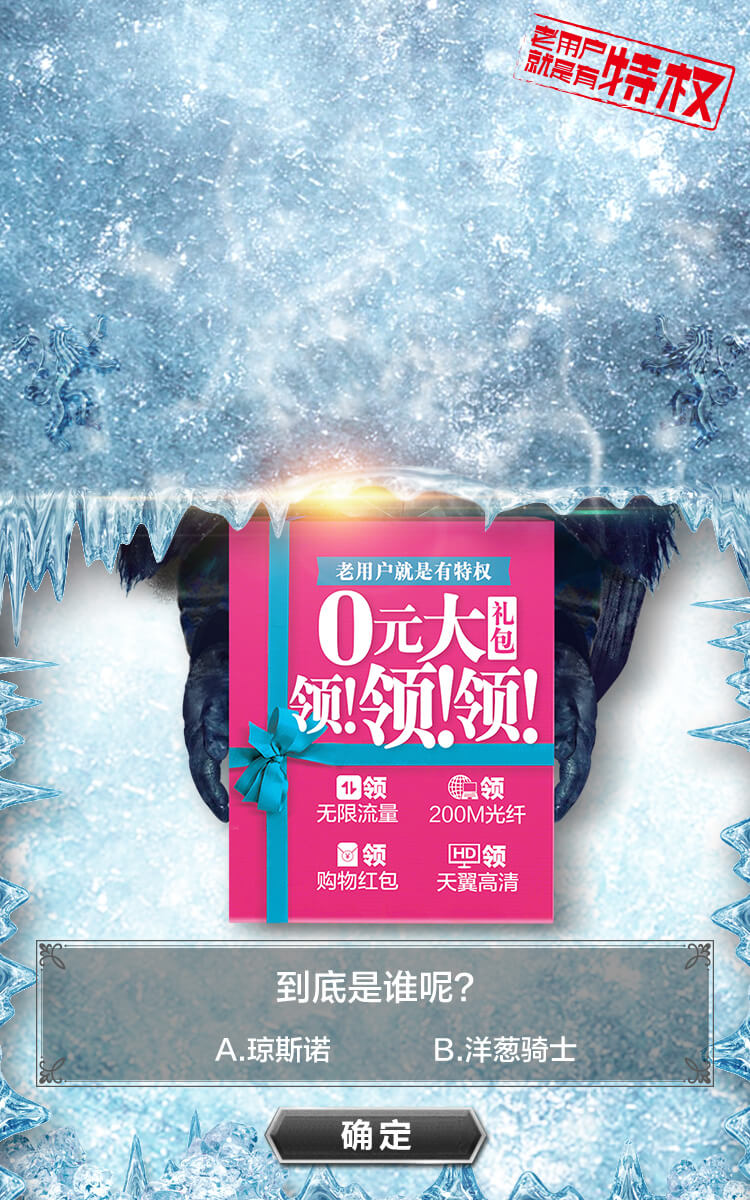 老用户
就是有特权
老用户就是有特权
0元大礼包
领!领!领!
领 领
无限流量 200M光纤
领 HD领
购物红包 天翼高清
到底是谁呢?
A.琼斯诺 B.洋葱骑士
确定